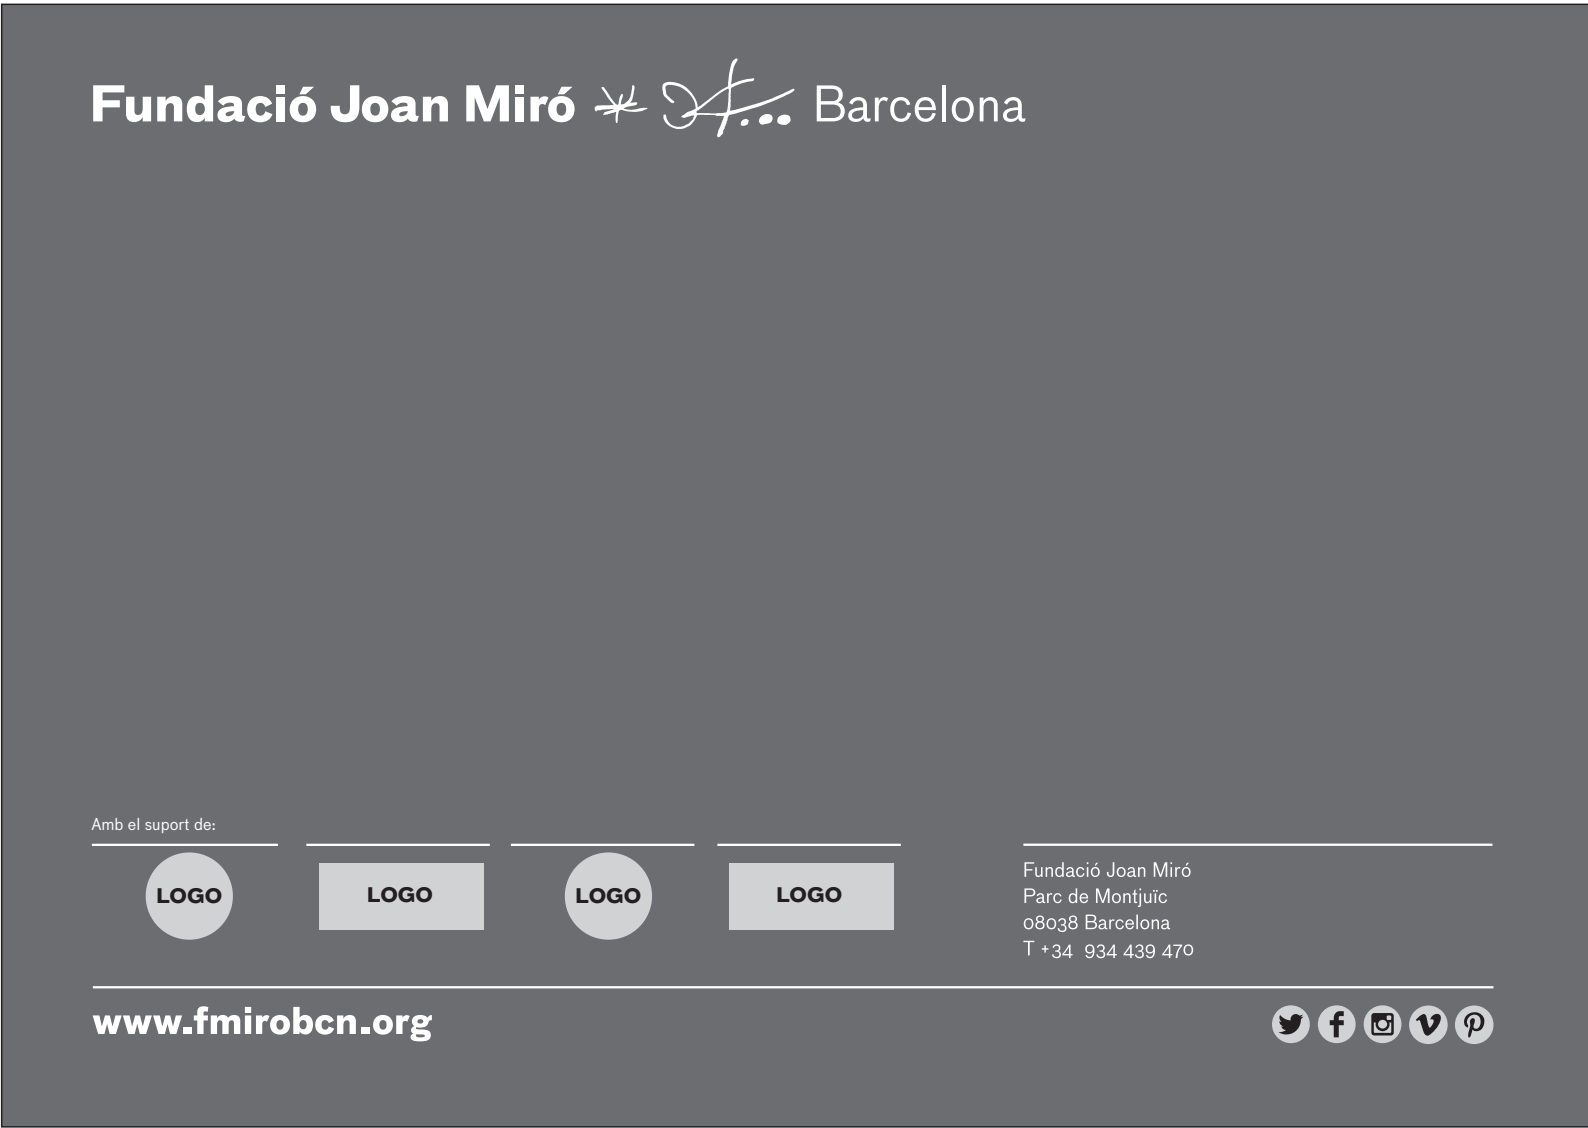 Fundació Joan Miró Barcelona
Amb el suport de:
LOGO LOGO LOGO LOGO
Fundació Joan Miró
Parc de Montjuïc
08038 Barcelona
T +34 934 439 470
www.fmirobcn.org